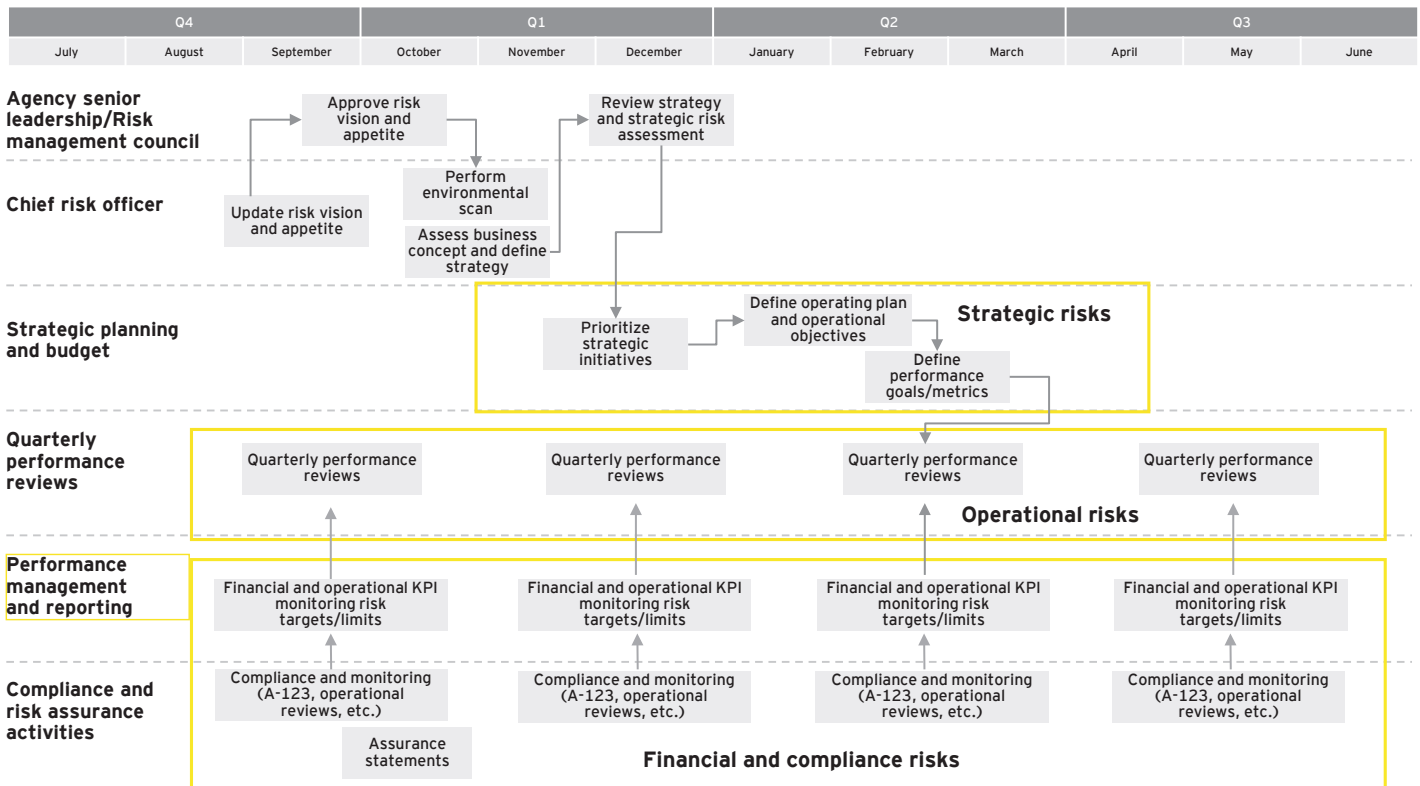 Q4 Q1 Q2 Q3
July August September October November December January February March April May June
Agency senior
leadership/Risk
management council
Approve risk
vision and
appetite
Review strategy
and strategic risk
assessment
Chief risk officer
Update risk vision
and appetite
Perform
environmental
scan
Assess business
concept and define
strategy
Strategic planning
and budget
Prioritize
strategic
initiatives
Define operating plan
and operational
objectives
Define
performance
goals/metrics
Strategic risks
Quarterly
performance
reviews
Quarterly performance
reviews
Quarterly performance
reviews
Quarterly performance
reviews
Quarterly performance
reviews
Operational risks
Performance
management
and reporting
Financial and operational KPI
monitoring risk
targets/limits
Financial and operational KPI
monitoring risk
targets/limits
Financial and operational KPI
monitoring risk
targets/limits
Financial and operational KPI
monitoring risk
targets/limits
Compliance and
risk assurance
activities
Compliance and monitoring
(A-123, operational
reviews, etc.)
Compliance and monitoring
(A-123, operational
reviews, etc.)
Compliance and monitoring
(A-123, operational
reviews, etc.)
Compliance and monitoring
(A-123, operational
reviews, etc.)
Assurance
statements
Financial and compliance risks